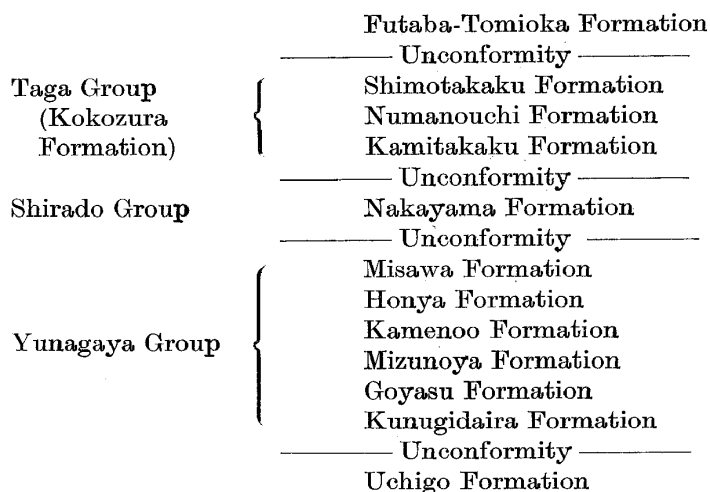 Futaba-Tomioka Formation
Unconformity
Taga Group Shimotakaku Formation
(Kokozura Numanouchi Formation
Formation) Kamitakaku Formation
Unconformity
Shirado Group Nakayama Formation
Unconformity
Misawa Formation
Honya Formation
Kamenoo Formation
Yunagaya Group Mizunoya Formation
Goyasu Formation
Kunugidaira Formation
Unconformity
Uchigo Formation